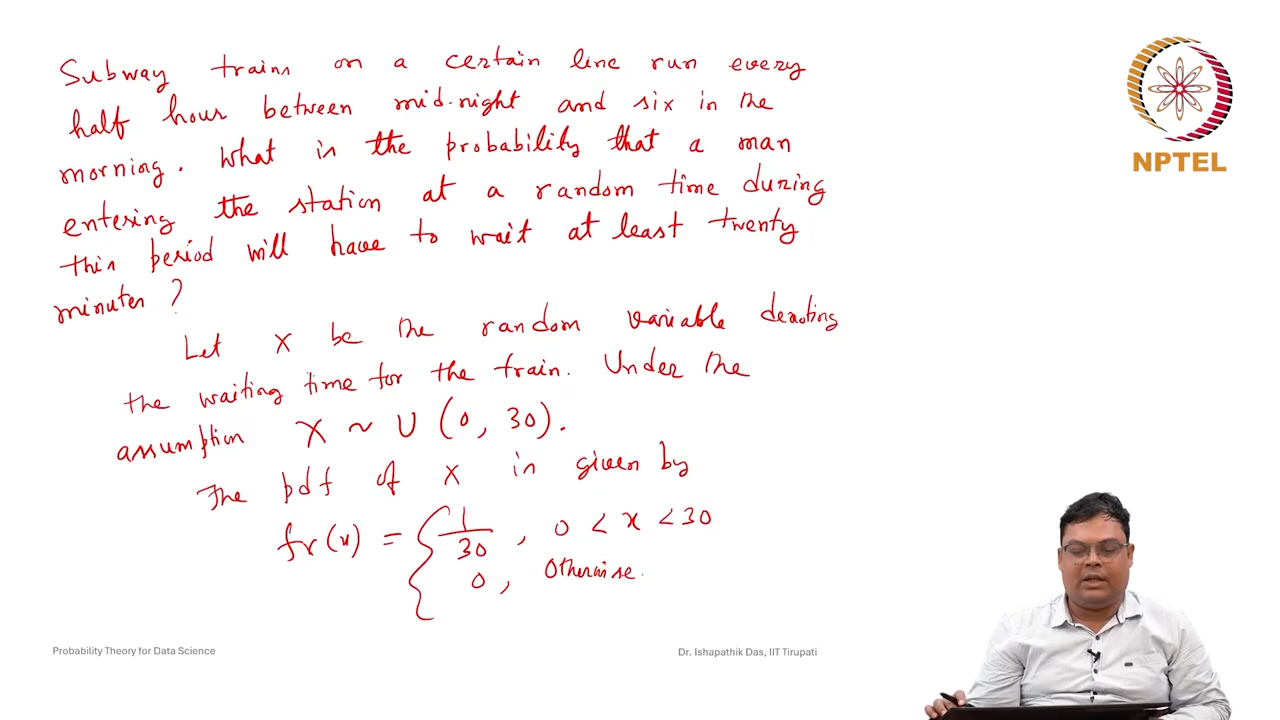 Subway trains on a certain line run every
half hour between mid-night and six in the
morning. What is the probability that a man
entering the station at a random time during
this period will have to wait at least twenty
minutes ?
Let X be the random variable denoting
the waiting time for the train. Under the
assumption X ~ U (0, 30).
The pdf of X is given by
fx(x) = { 1/30 , 0 < x < 30
0 , Otherwise.
NPTEL
Probability Theory for Data Science
Dr. Ishapathik Das, IIT Tirupati